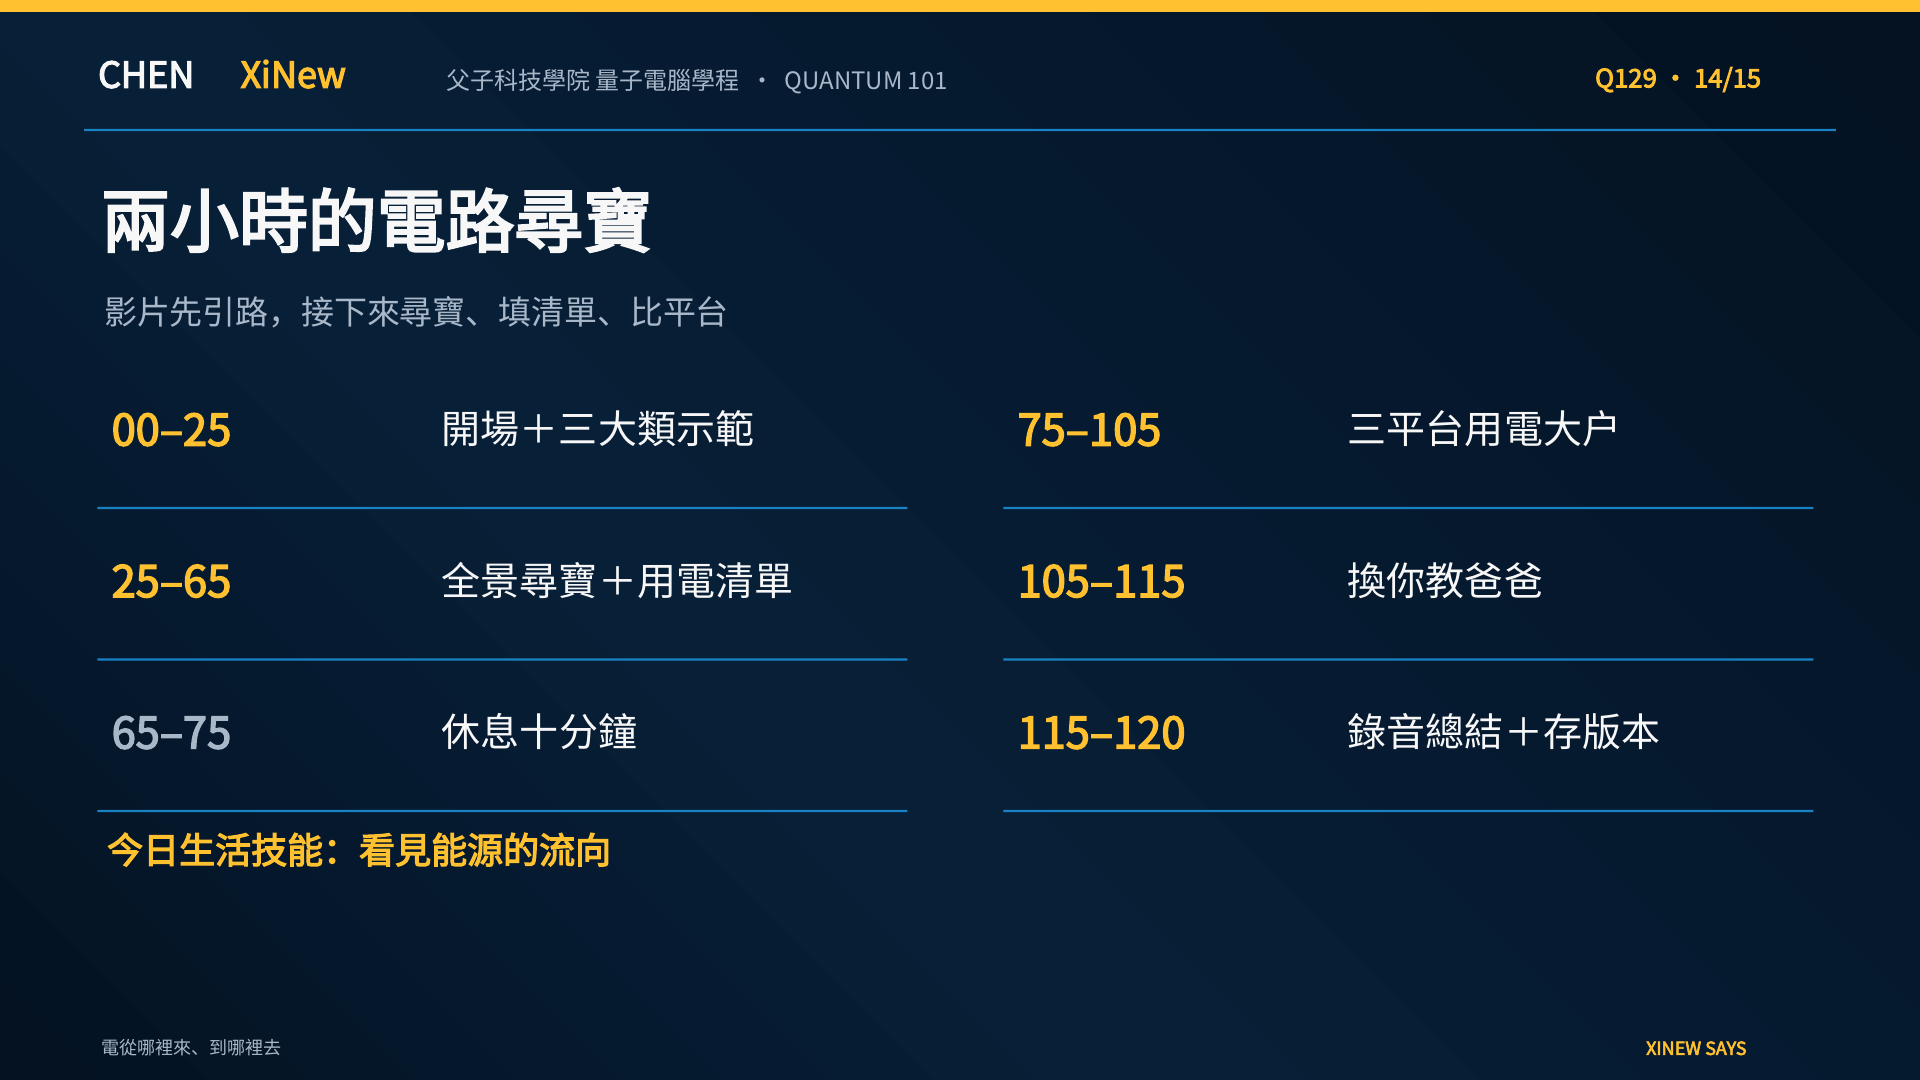 CHEN XiNew 父子科技學院 量子電腦學程 · QUANTUM 101 Q129 · 14/15
兩小時的電路尋寶
影片先引路，接下來尋寶、填清單、比平台
00–25 開場＋三大類示範
25–65 全景尋寶＋用電清單
65–75 休息十分鐘
75–105 三平台用電大户
105–115 換你教爸爸
115–120 錄音總結＋存版本
今日生活技能：看見能源的流向
電從哪裡來、到哪裡去
XINEW SAYS